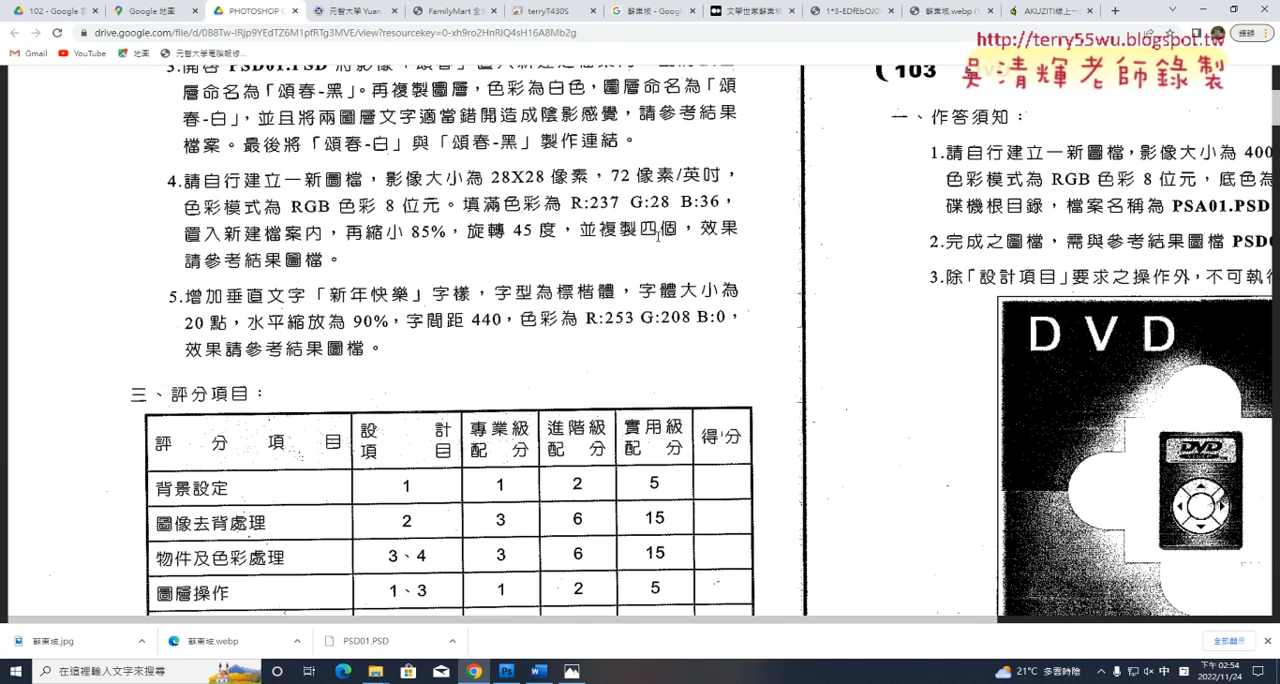 102 - Google 雲
Google 地圖
PHOTOSHOP C
元智大學 Yuan
FamilyMart 全
terryT430S
蘇東坡 - Goog
文學世家蘇東坡
1*3-EDfEbOJ0
蘇東坡.webp (1
AKUZITI線上一
drive.google.com/file/d/0B8Tw-IRjp9YEdTZ6M1pfRTg3MVE/view?resourcekey=0-xh9ro2HnRIQ4sH16A8Mb2g
Gmail
YouTube
地圖
元智大學電腦報修...
http://terry55wu.blogspot.tw
吳清輝老師錄製
層命名為「頌春-黑」。再複製圖層，色彩為白色，圖層命名為「頌
春-白」，並且將兩圖層文字適當錯開造成陰影感覺，請參考結果
檔案。最後將「頌春-白」與「頌春-黑」製作連結。
4.請自行建立一新圖檔，影像大小為 28X28 像素，72 像素/英吋，
色彩模式為 RGB 色彩 8 位元。填滿色彩為 R:237 G:28 B:36，
置入新建檔案內，再縮小 85%，旋轉 45 度，並複製四個，效果
請參考結果圖檔。
5.增加垂直文字「新年快樂」字樣，字型為標楷體，字體大小為
20 點，水平縮放為 90%，字間距 440，色彩為 R:253 G:208 B:0，
效果請參考結果圖檔。
三、評分項目：
評 分 項 目 設計項目 專業級配分 進階級配分 實用級配分 得分
背景設定 1 1 2 5
圖像去背處理 2 3 6 15
物件及色彩處理 3、4 3 6 15
圖層操作 1、3 1 2 5
103
一、作答須知：
1.請自行建立一新圖檔，影像大小為 400
色彩模式為 RGB 色彩 8 位元，底色為
碟機根目錄，檔案名稱為 PSA01.PSD
2.完成之圖檔，需與參考結果圖檔 PSD0
3.除「設計項目」要求之操作外，不可執行
DVD
DVD
蘇東坡.jpg
蘇東坡.webp
PSD01.PSD
全部顯示
在這裡輸入文字來搜尋
21°C 多雲時陰
中
下午 02:54
2022/11/24